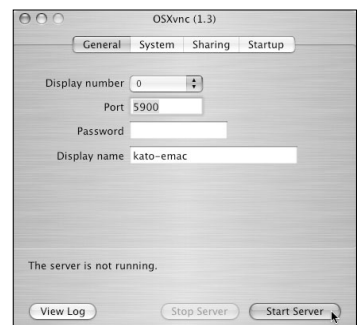 OSXvnc (1.3)
General System Sharing Startup
Display number 0
Port 5900
Password
Display name kato-emac
The server is not running.
View Log Stop Server Start Server